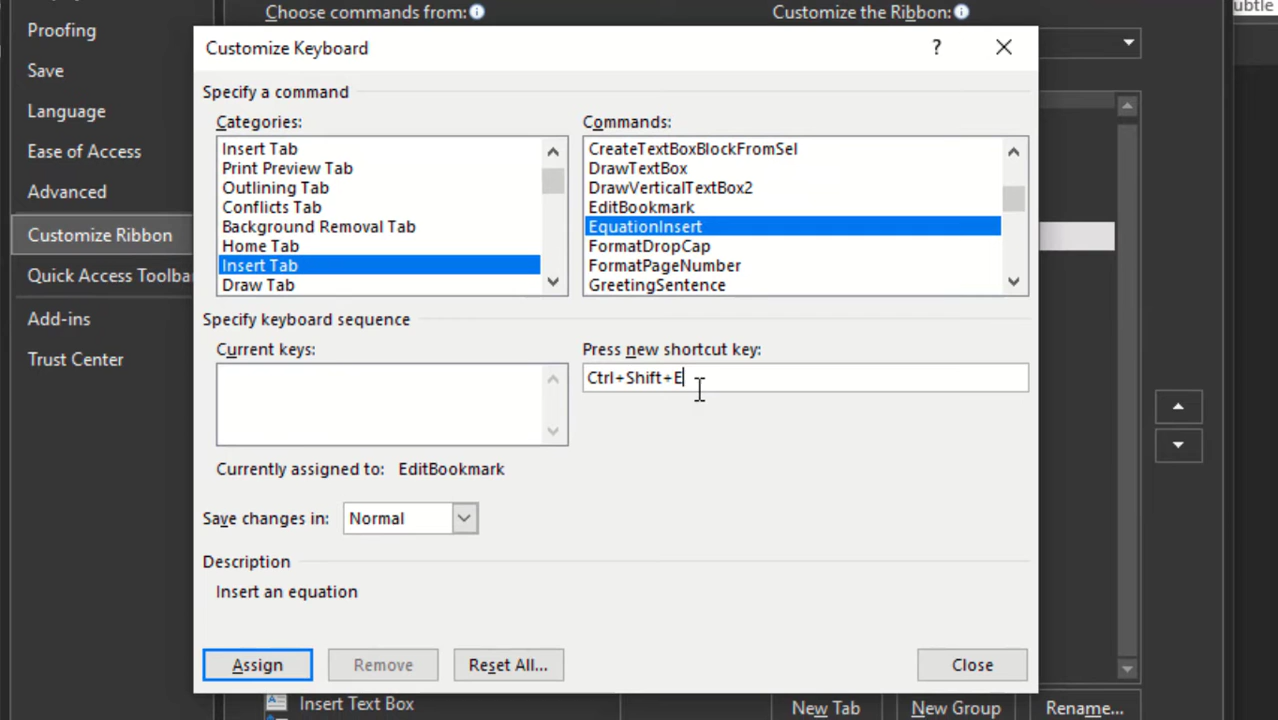 Choose commands from:
Customize the Ribbon:
Proofing
Save
Language
Ease of Access
Advanced
Customize Ribbon
Quick Access Toolba
Add-ins
Trust Center
Customize Keyboard
?
Specify a command
Categories:
Insert Tab
Print Preview Tab
Outlining Tab
Conflicts Tab
Background Removal Tab
Home Tab
Insert Tab
Draw Tab
Commands:
CreateTextBoxBlockFromSel
DrawTextBox
DrawVerticalTextBox2
EditBookmark
EquationInsert
FormatDropCap
FormatPageNumber
GreetingSentence
Specify keyboard sequence
Current keys:
Press new shortcut key:
Ctrl+Shift+E
Currently assigned to: EditBookmark
Save changes in: Normal
Description
Insert an equation
Assign
Remove
Reset All...
Close
Insert Text Box
New Tab
New Group
Rename...